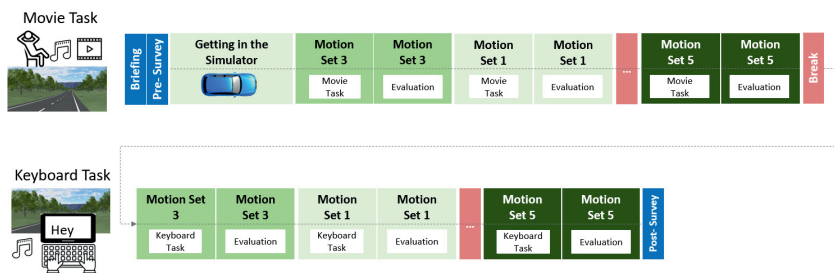 Movie Task
Briefing
Pre- Survey
Getting in the
Simulator
Motion
Set 3
Movie
Task
Motion
Set 3
Evaluation
Motion
Set 1
Movie
Task
Motion
Set 1
Evaluation
...
Motion
Set 5
Movie
Task
Motion
Set 5
Evaluation
Break
Keyboard Task
Hey
Motion Set
3
Keyboard
Task
Motion
Set 3
Evaluation
Motion
Set 1
Keyboard
Task
Motion
Set 1
Evaluation
...
Motion
Set 5
Keyboard
Task
Motion
Set 5
Evaluation
Post- Survey